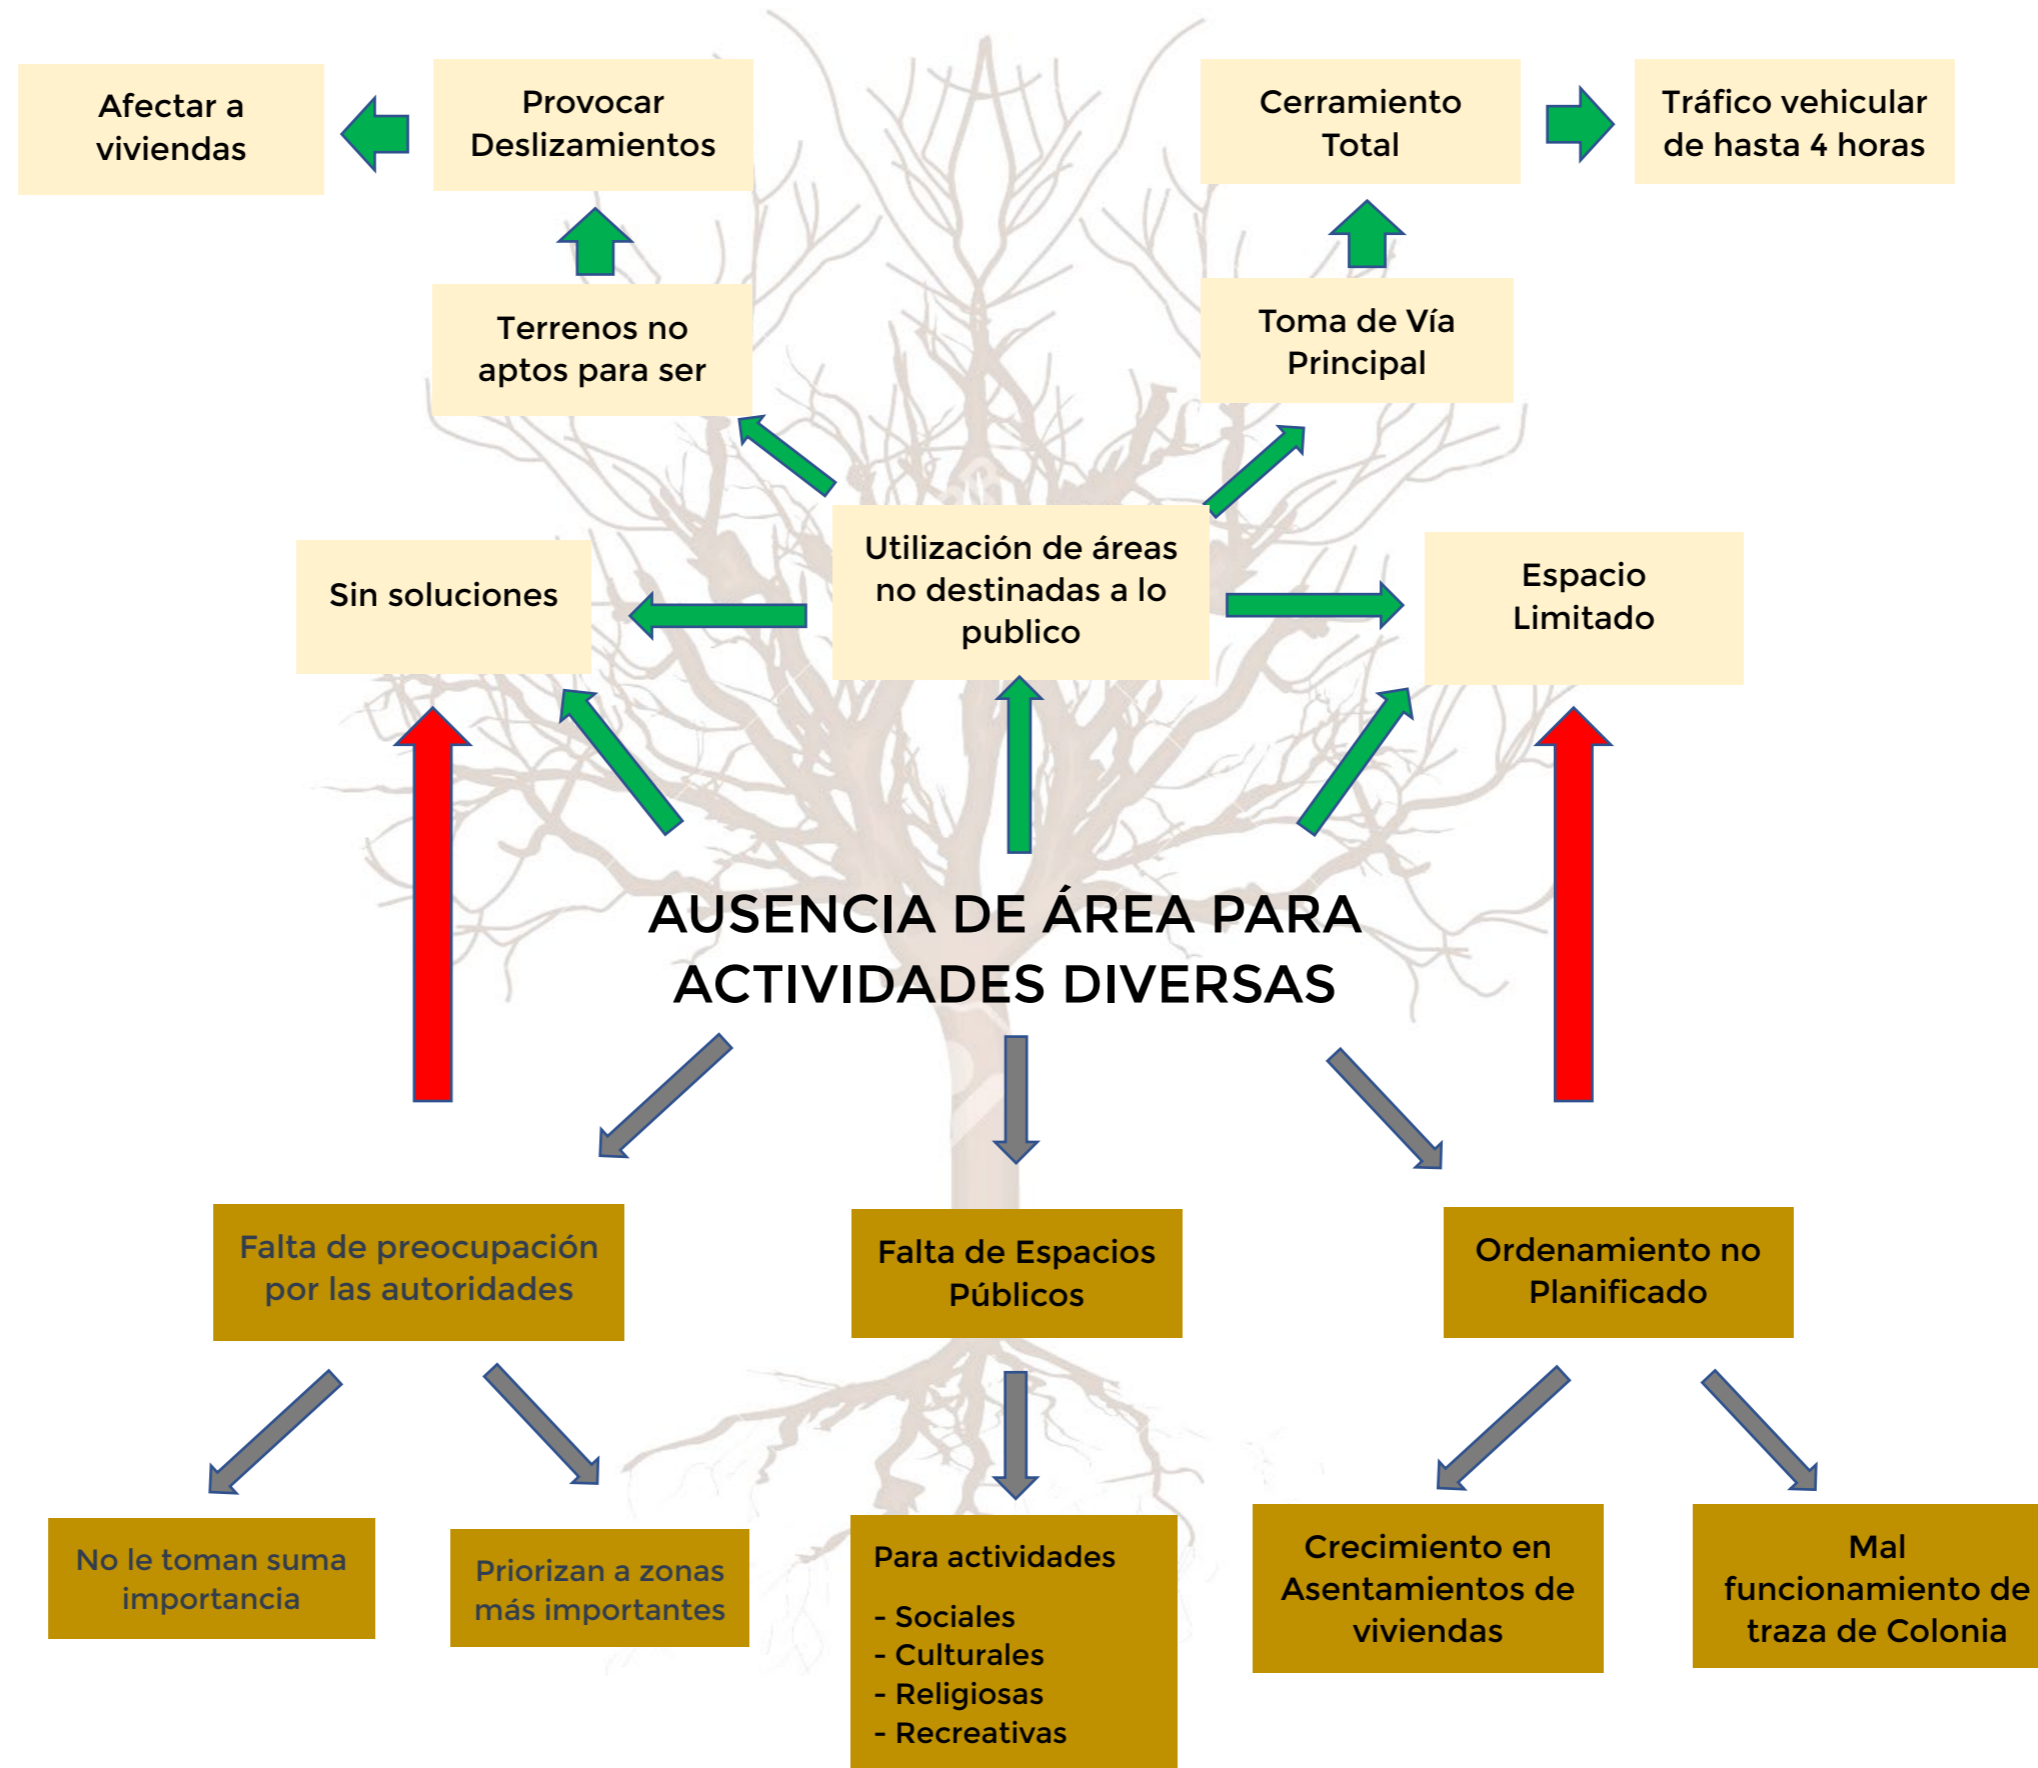 Afectar a
viviendas
Provocar
Deslizamientos
Cerramiento
Total
Tráfico vehicular
de hasta 4 horas
Terrenos no
aptos para ser
Toma de Vía
Principal
Sin soluciones
Utilización de áreas
no destinadas a lo
publico
Espacio
Limitado
AUSENCIA DE ÁREA PARA
ACTIVIDADES DIVERSAS
Falta de preocupación
por las autoridades
Falta de Espacios
Públicos
Ordenamiento no
Planificado
No le toman suma
importancia
Priorizan a zonas
más importantes
Para actividades
- Sociales
- Culturales
- Religiosas
- Recreativas
Crecimiento en
Asentamientos de
viviendas
Mal
funcionamiento de
traza de Colonia